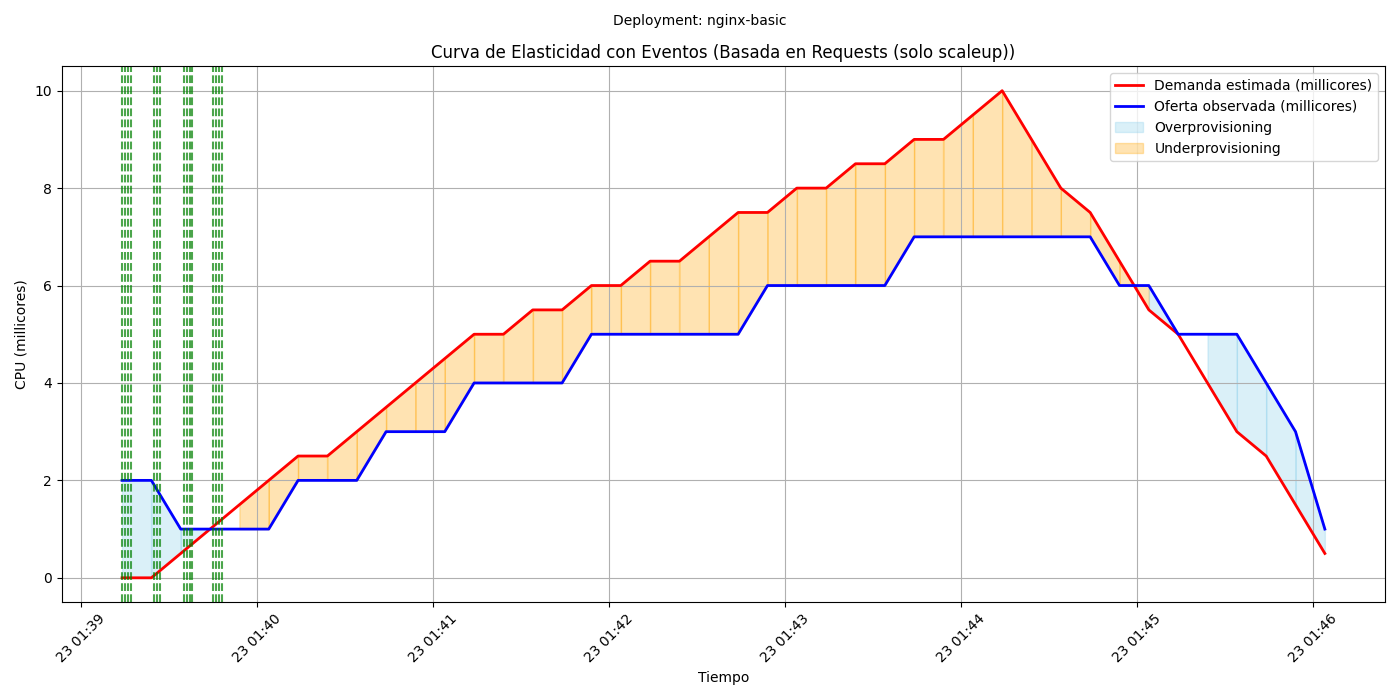 Deployment: nginx-basic
Curva de Elasticidad con Eventos (Basada en Requests (solo scaleup))
Demanda estimada (millicores)
Oferta observada (millicores)
Overprovisioning
Underprovisioning
CPU (millicores)
10
8
6
4
2
0
23 01:39
23 01:40
23 01:41
23 01:42
23 01:43
23 01:44
23 01:45
23 01:46
Tiempo